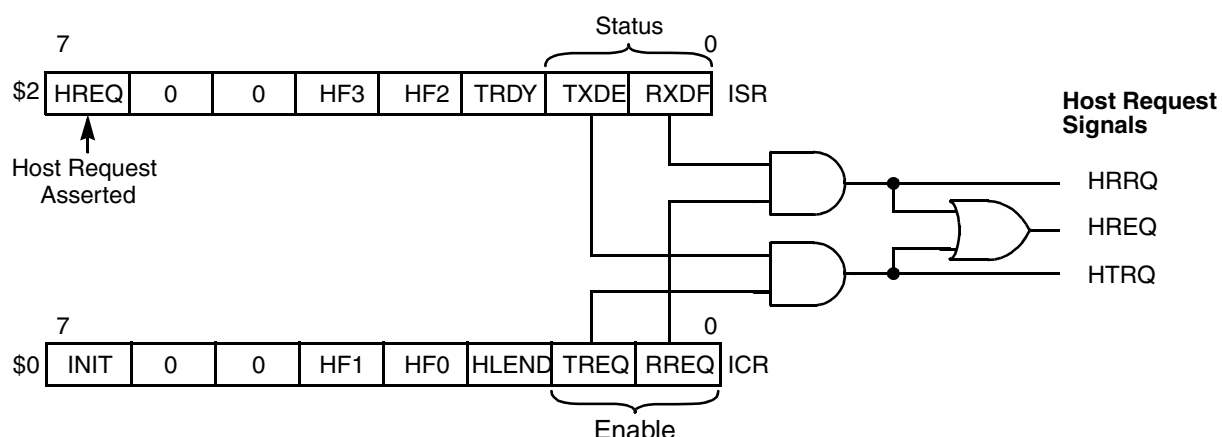 Status
7 0
$2 HREQ 0 0 HF3 HF2 TRDY TXDE RXDF ISR
Host Request
Asserted
Host Request
Signals
HRRQ
HREQ
HTRQ
7 0
$0 INIT 0 0 HF1 HF0 HLEND TREQ RREQ ICR
Enable